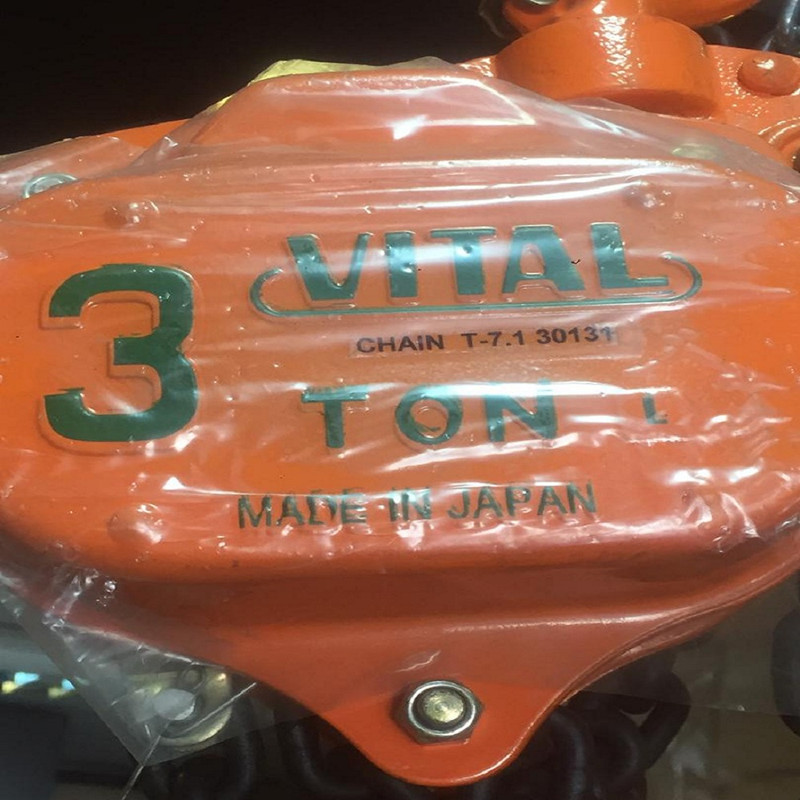 3
VITAL
CHAIN T-7.1 30131
TON L
MADE IN JAPAN